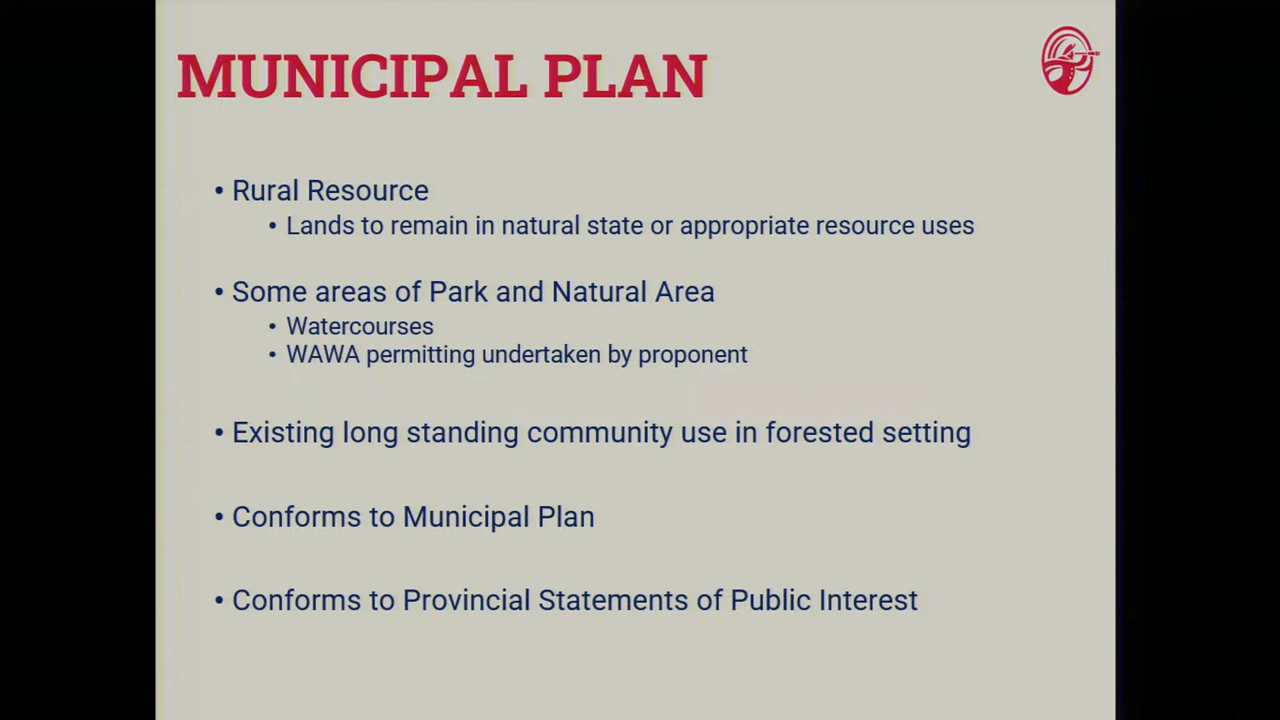 MUNICIPAL PLAN
• Rural Resource
• Lands to remain in natural state or appropriate resource uses
• Some areas of Park and Natural Area
• Watercourses
• WAWA permitting undertaken by proponent
• Existing long standing community use in forested setting
• Conforms to Municipal Plan
• Conforms to Provincial Statements of Public Interest